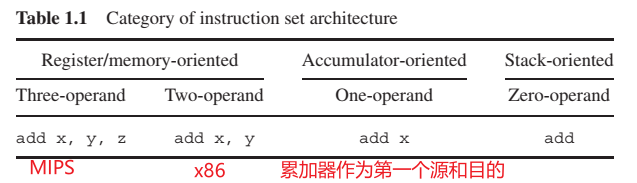 Table 1.1 Category of instruction set architecture
Register/memory-oriented Accumulator-oriented Stack-oriented
Three-operand Two-operand One-operand Zero-operand
add x, y, z add x, y add x add
MIPS x86 累加器作为第一个源和目的